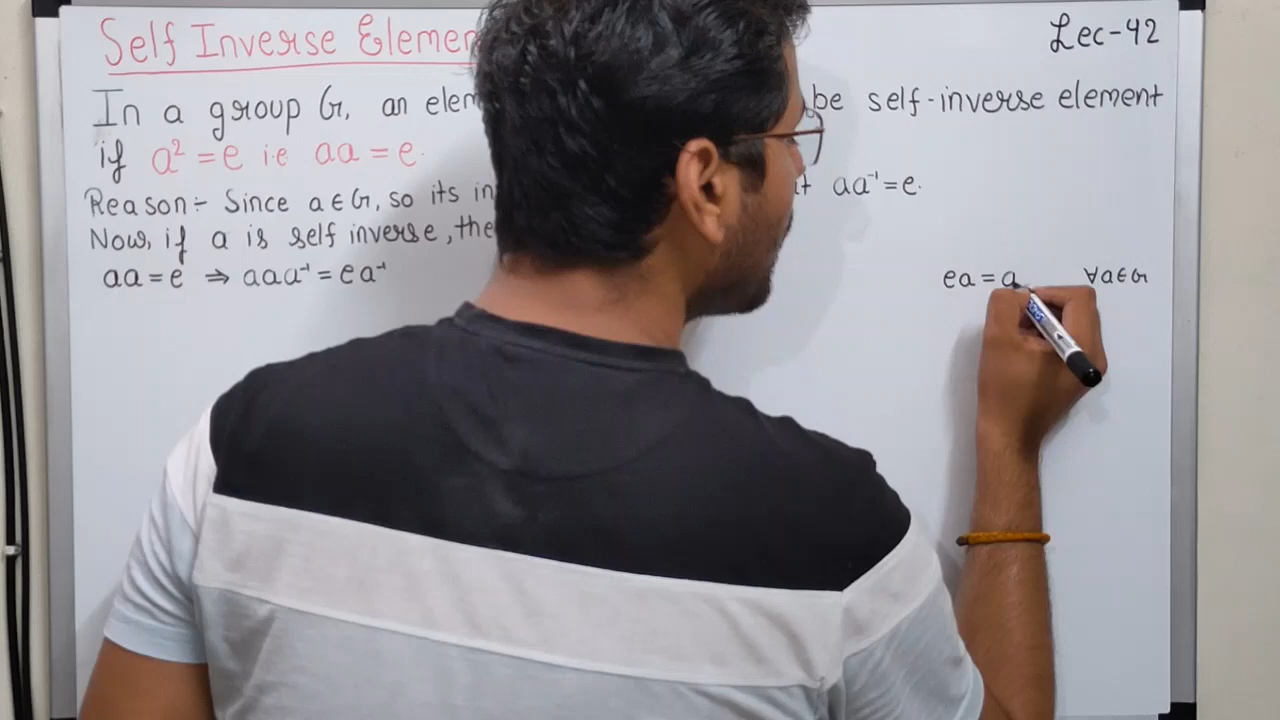 Self Inverse Elemen
Lec-42
In a group G, an elem be self-inverse element
if a² = e i.e aa = e.
Reason:- Since a ∈ G, so its in aa⁻¹ = e.
Now, if a is self inverse, the
aa = e ⇒ aaa⁻¹ = ea⁻¹ ea = a ∀a∈G